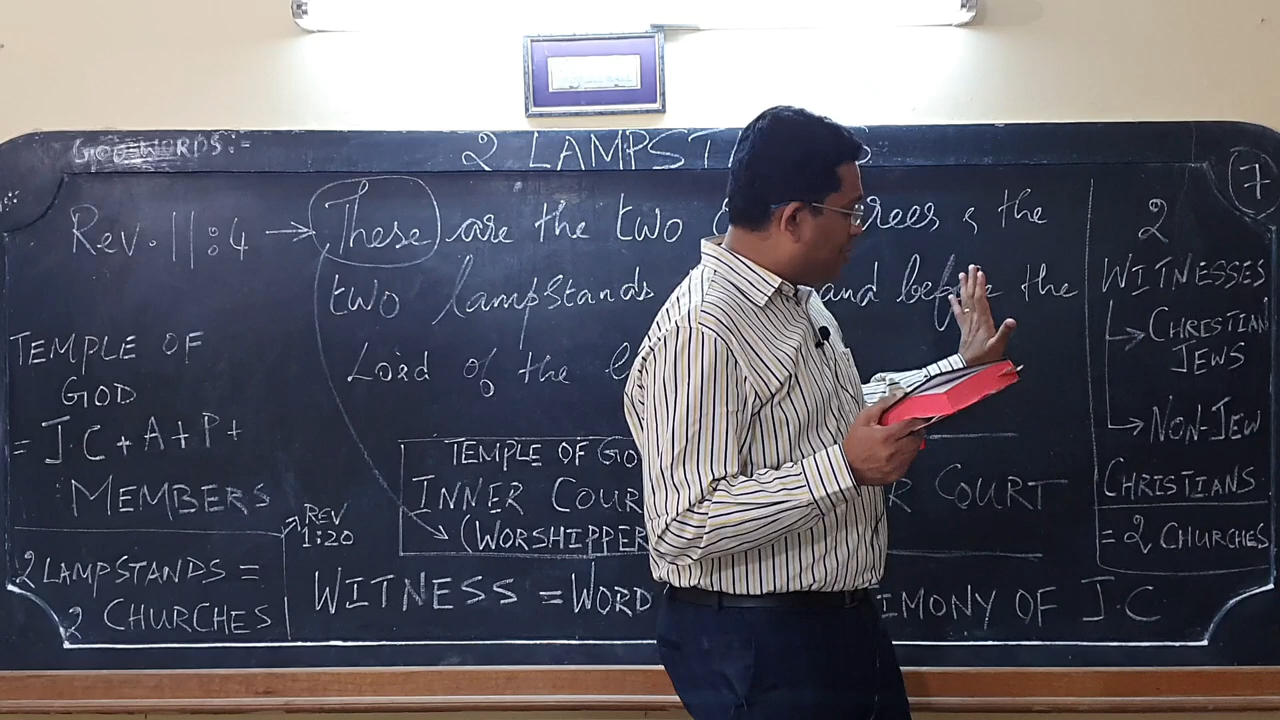 GOD WORDS:-
2 LAMPST S
7
Rev. 11:4 → These are the two rees & the
two lampstands and before the
Lord of the
TEMPLE OF
GOD
= J.C + A + P +
MEMBERS
2 LAMPSTANDS =
2 CHURCHES
REV
1:20
TEMPLE OF GO
INNER COUR R COURT
(WORSHIPPER
WITNESS = WORD IMONY OF J.C
2
WITNESSES
→ CHRISTIAN
JEWS
→ NON-JEW
CHRISTIANS
= 2 CHURCHES